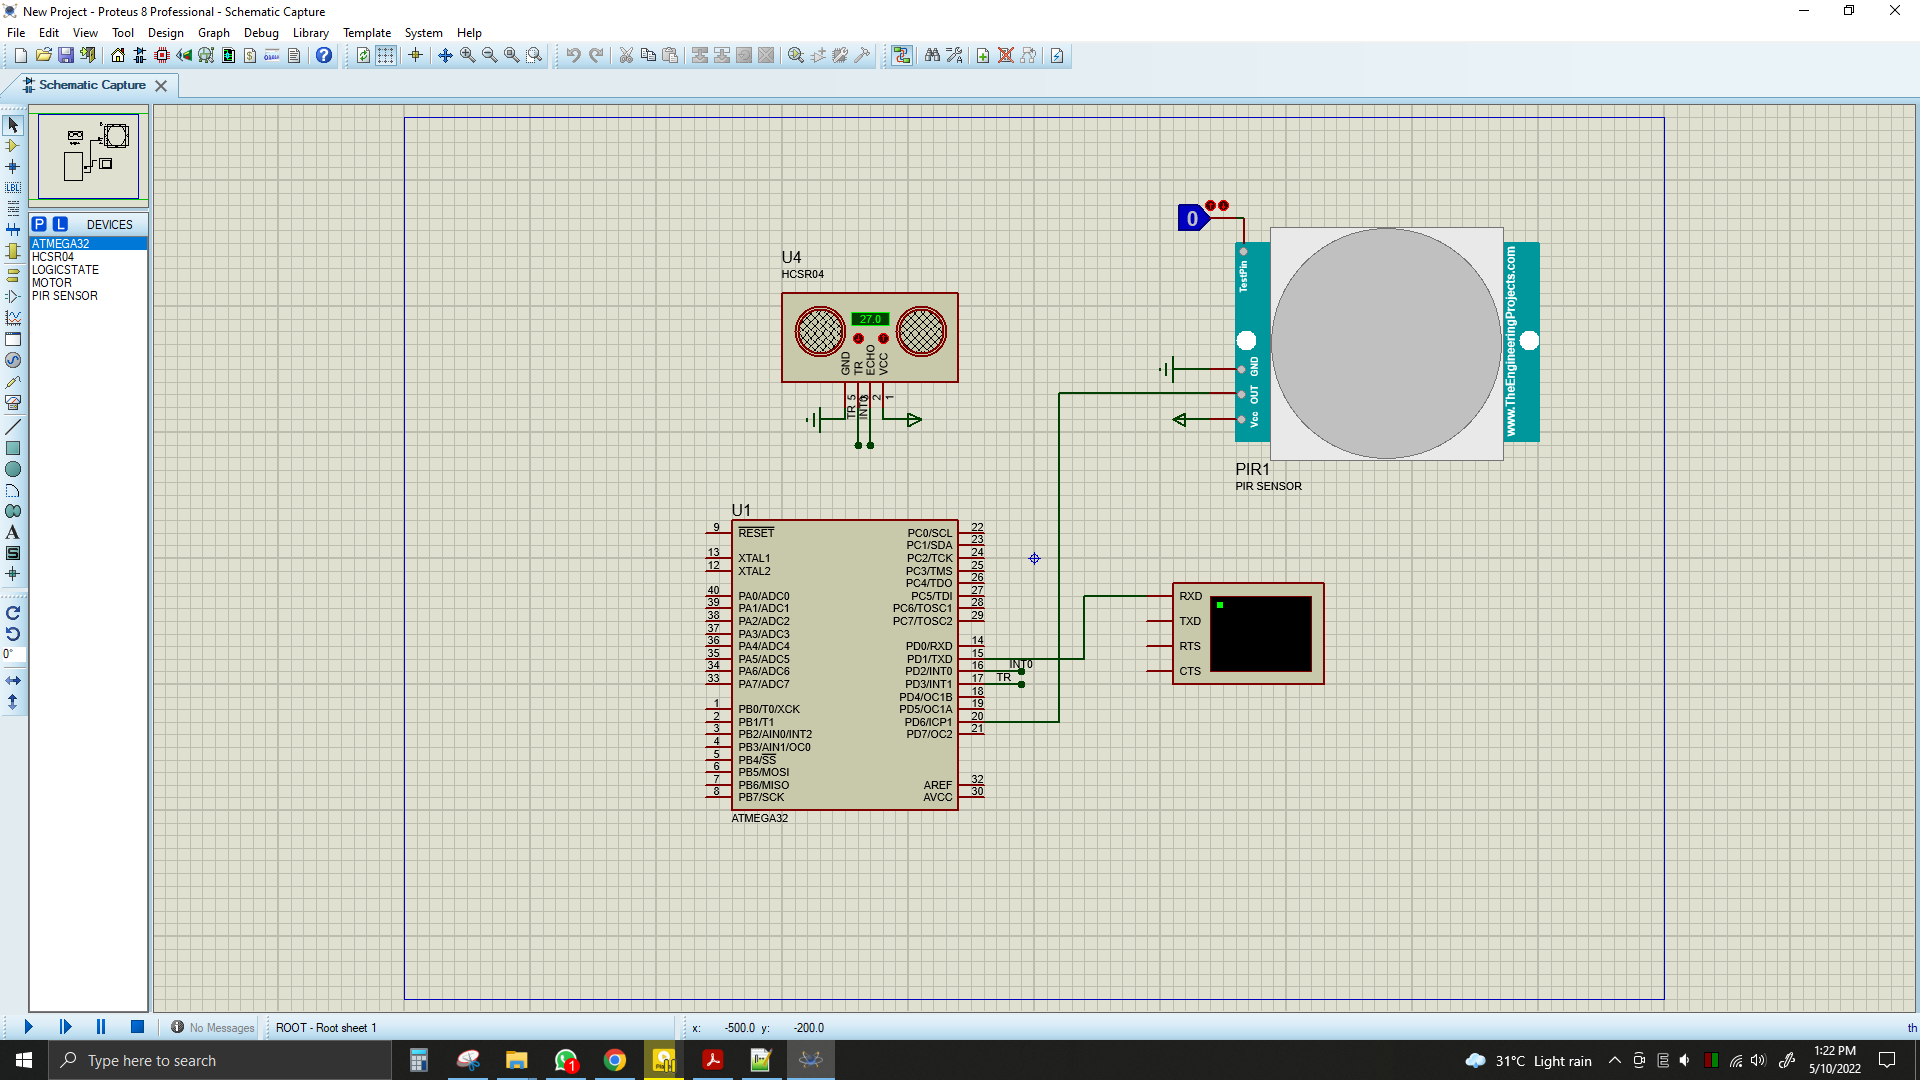 New Project - Proteus 8 Professional - Schematic Capture
File Edit View Tool Design Graph Debug Library Template System Help
Schematic Capture
P L DEVICES
ATMEGA32
HCSR04
LOGICSTATE
MOTOR
PIR SENSOR
LBL
A
S
0°
0
TestPin
GND
OUT
Vcc
www.TheEngineeringProjects.com
PIR1
PIR SENSOR
U4
HCSR04
27.0
GND
TR
ECHO
VCC
TR 5
INT0
2
1
U1
9 RESET
13 XTAL1
12 XTAL2
40 PA0/ADC0
39 PA1/ADC1
38 PA2/ADC2
37 PA3/ADC3
36 PA4/ADC4
35 PA5/ADC5
34 PA6/ADC6
33 PA7/ADC7
1 PB0/T0/XCK
2 PB1/T1
3 PB2/AIN0/INT2
4 PB3/AIN1/OC0
5 PB4/SS
6 PB5/MOSI
7 PB6/MISO
8 PB7/SCK
PC0/SCL 22
PC1/SDA 23
PC2/TCK 24
PC3/TMS 25
PC4/TDO 26
PC5/TDI 27
PC6/TOSC1 28
PC7/TOSC2 29
PD0/RXD 14
PD1/TXD 15
PD2/INT0 16 INT0
PD3/INT1 17 TR
PD4/OC1B 18
PD5/OC1A 19
PD6/ICP1 20
PD7/OC2 21
AREF 32
AVCC 30
ATMEGA32
RXD
TXD
RTS
CTS
No Messages ROOT - Root sheet 1 x: -500.0 y: -200.0 th
Type here to search
1
31°C Light rain
1:22 PM
5/10/2022